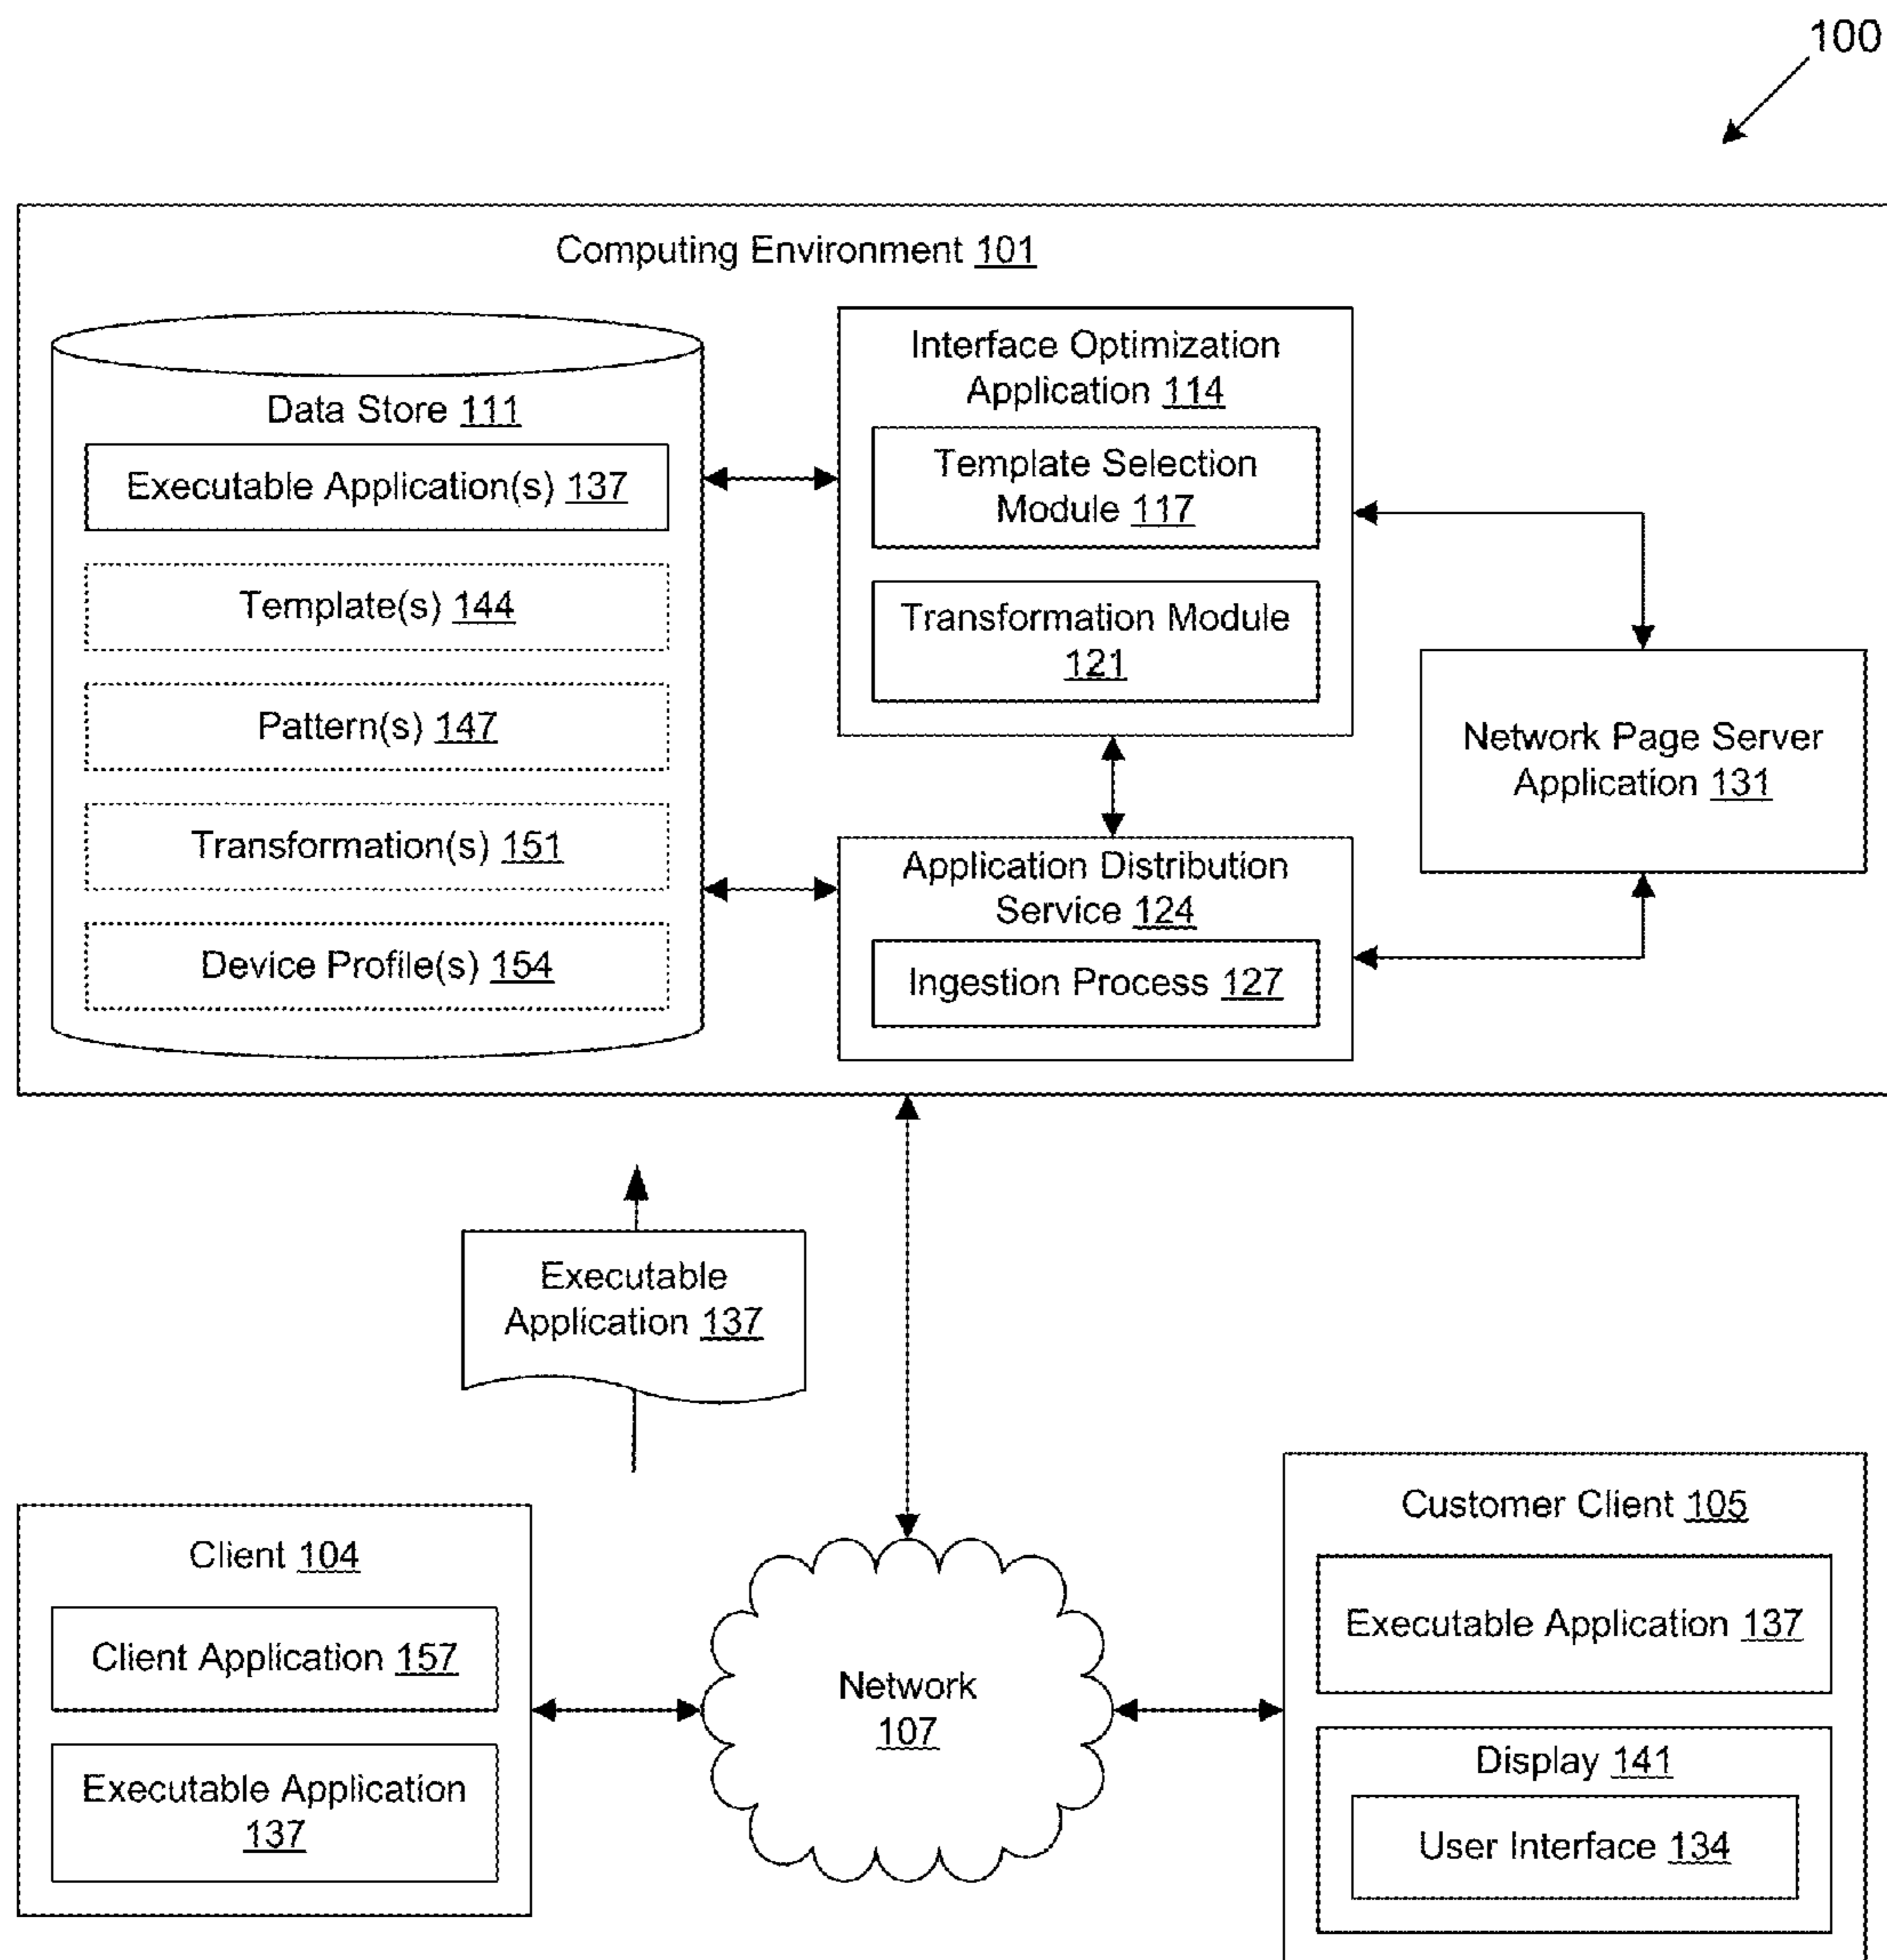 100
Computing Environment 101
Data Store 111
Executable Application(s) 137
Template(s) 144
Pattern(s) 147
Transformation(s) 151
Device Profile(s) 154
Interface Optimization
Application 114
Template Selection
Module 117
Transformation Module
121
Application Distribution
Service 124
Ingestion Process 127
Network Page Server
Application 131
Executable
Application 137
Client 104
Client Application 157
Executable Application
137
Network
107
Customer Client 105
Executable Application 137
Display 141
User Interface 134